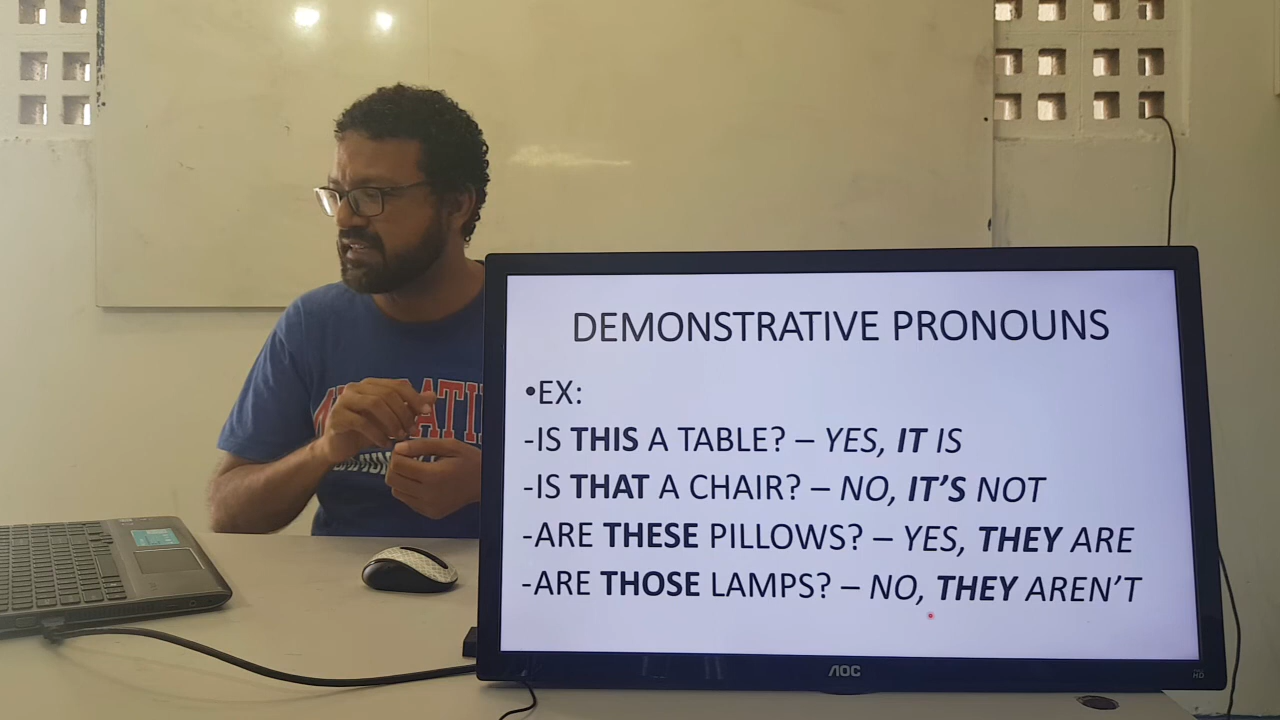 DEMONSTRATIVE PRONOUNS
•EX:
-IS THIS A TABLE? – YES, IT IS
-IS THAT A CHAIR? – NO, IT'S NOT
-ARE THESE PILLOWS? – YES, THEY ARE
-ARE THOSE LAMPS? – NO, THEY AREN'T
AOC
HD